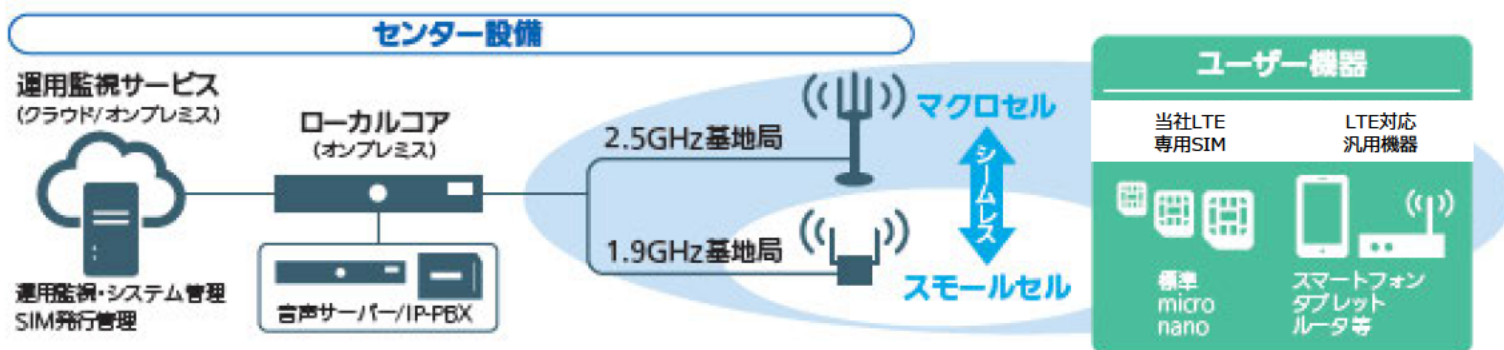 センター設備
運用監視サービス
(クラウド/オンプレミス)
運用監視・システム管理
SIM発行管理
ローカルコア
(オンプレミス)
音声サーバー/IP-PBX
2.5GHz基地局
1.9GHz基地局
マクロセル
シームレス
スモールセル
ユーザー機器
当社LTE
専用SIM
標準
micro
nano
LTE対応
汎用機器
スマートフォン
タブレット
ルータ等